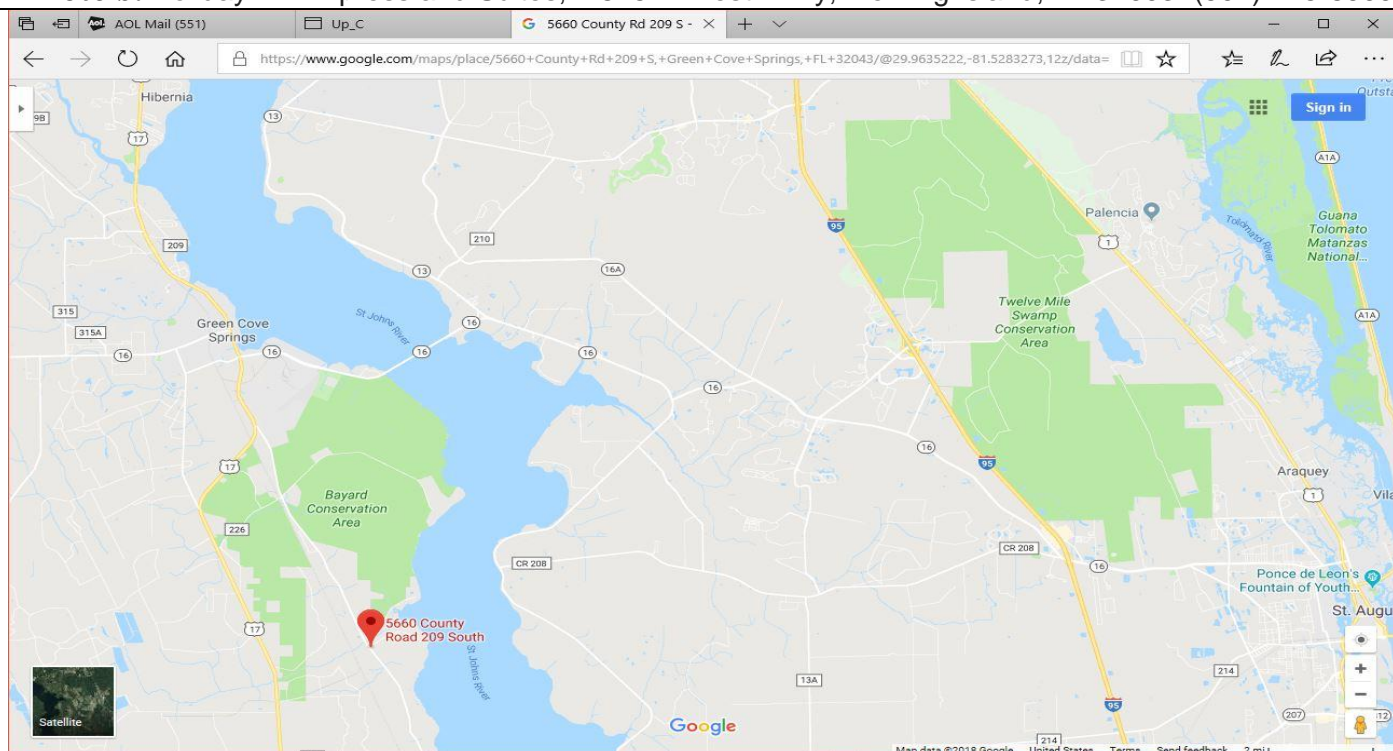 AOL Mail (551)
Up_C
G 5660 County Rd 209 S -
https://www.google.com/maps/place/5660+County+Rd+209+S,+Green+Cove+Springs,+FL+32043/@29.9635222,-81.5283273,12z/data=
Sign in
Hibernia
13
9B
17
A1A
Palencia
Tolomato River
Guana
Tolomato
Matanzas
National...
95
1
209
210
13
16A
Twelve Mile
Swamp
Conservation
Area
315
315A
Green Cove
Springs
St Johns River
16
16
16
16
16
A1A
16
16
95
17
Araquey
1
Vila
Bayard
Conservation
Area
226
CR 208
CR 208
16
Ponce de Leon's
Fountain of Youth...
St. Augu
5660 County
Road 209 South
17
St Johns River
13A
214
95
207
Satellite
Google
214
Map data ©2018 Google United States Terms Send feedback